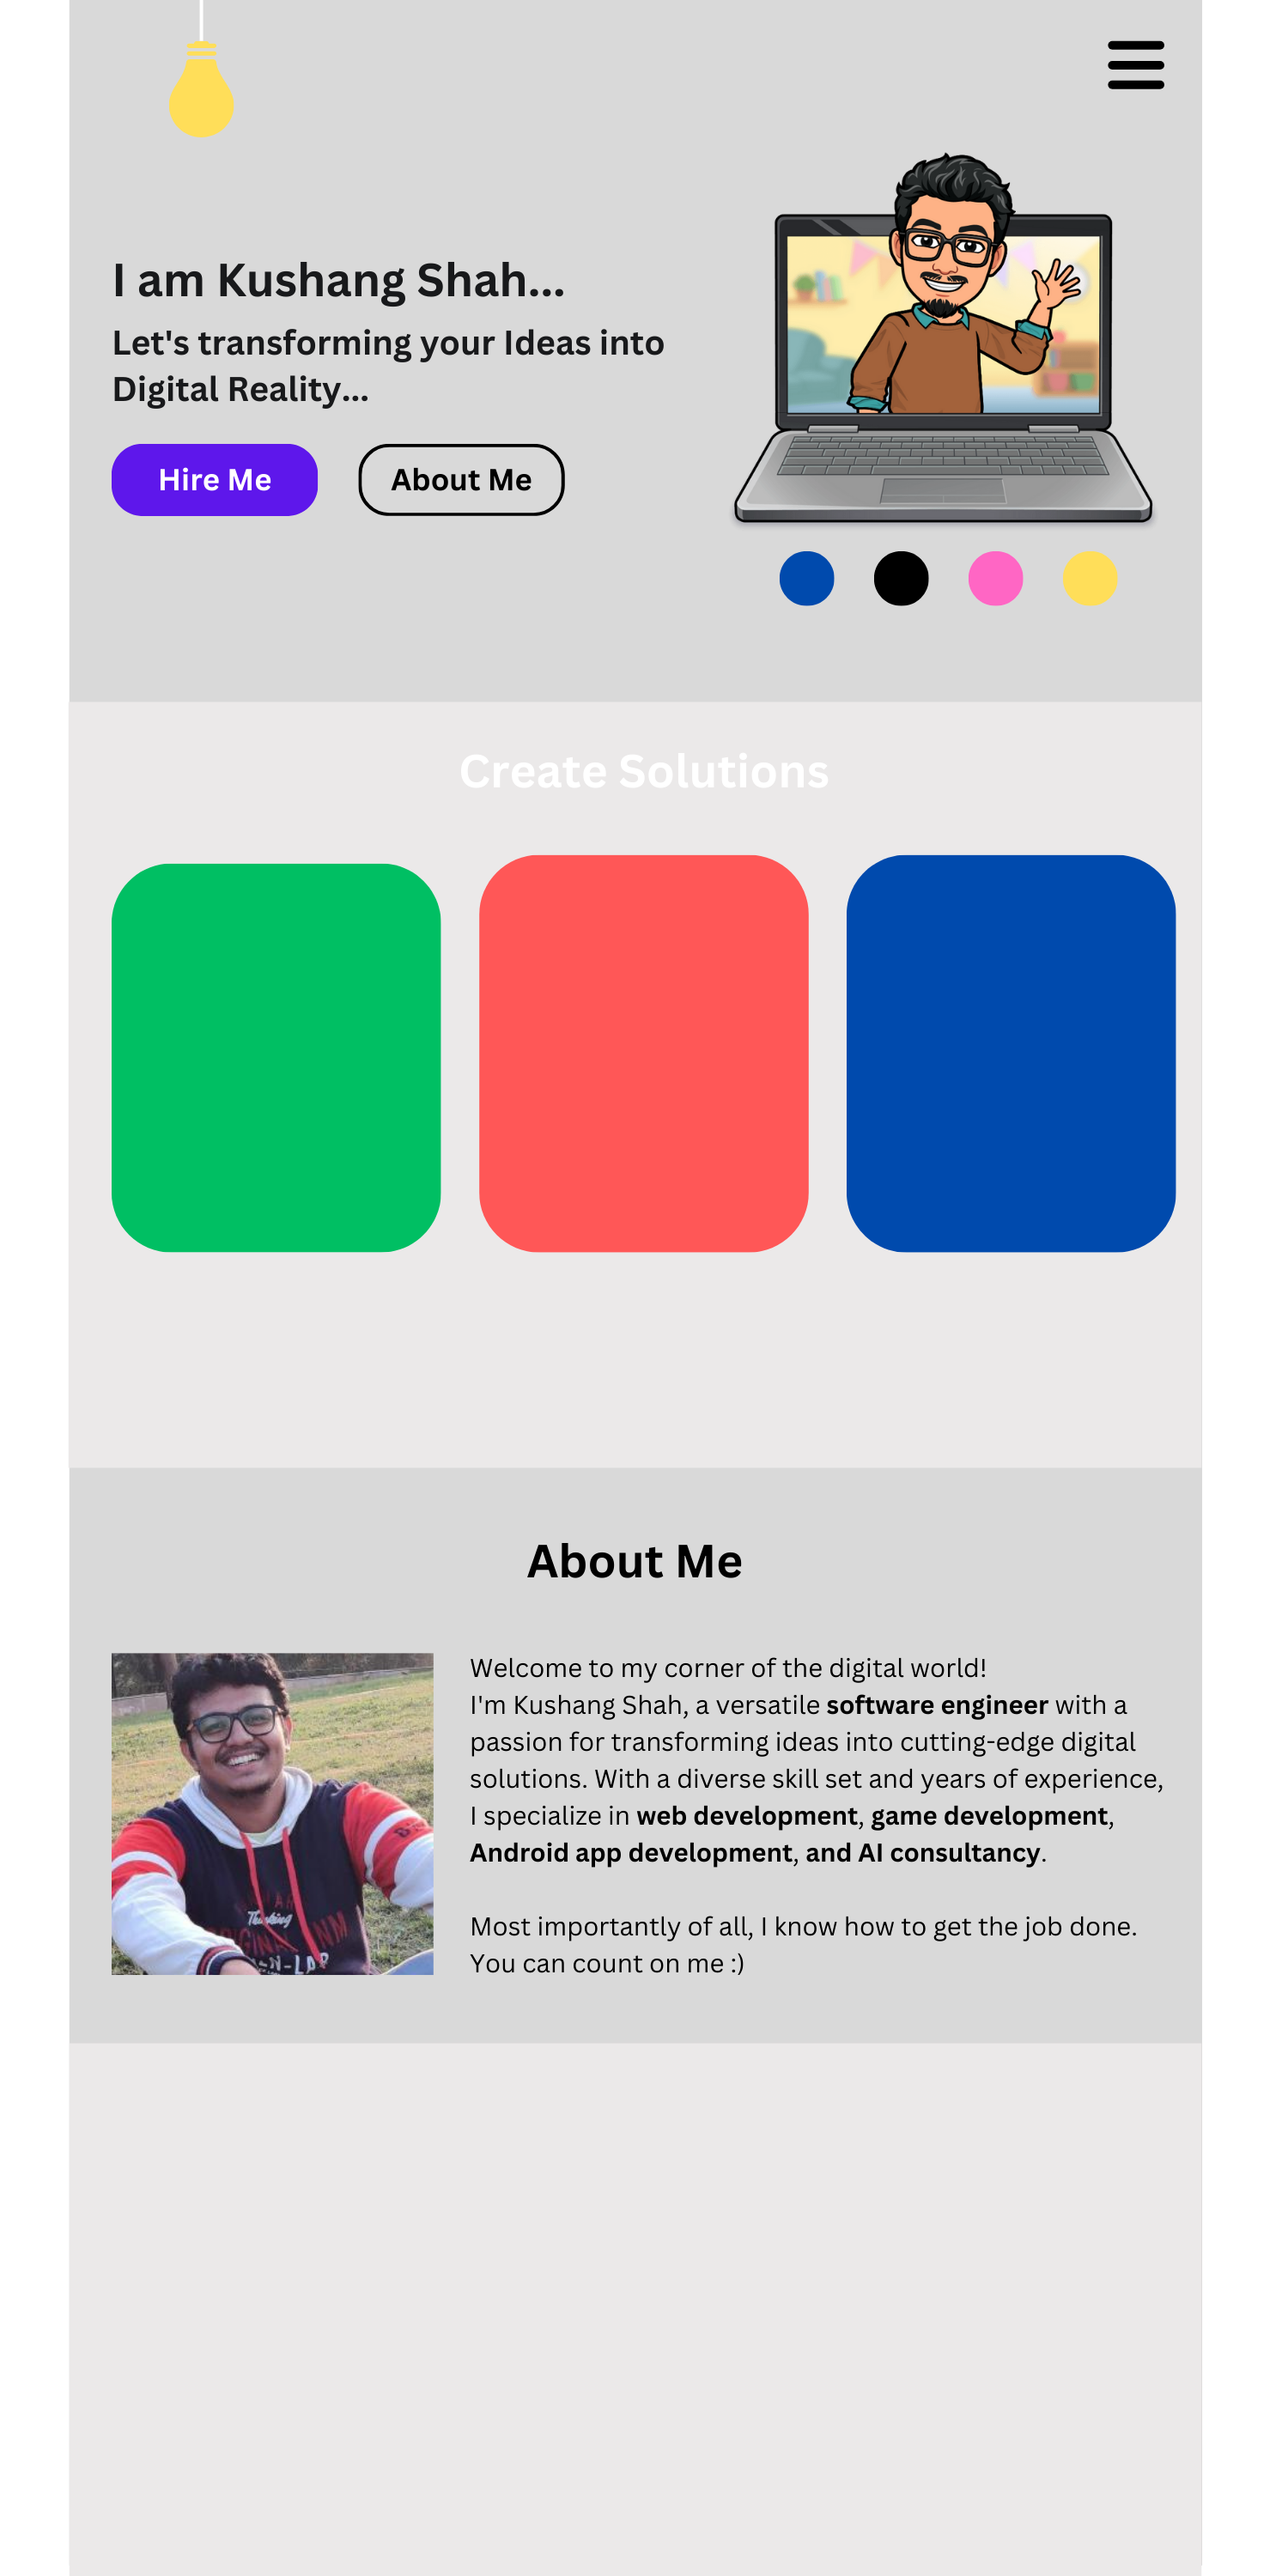 I am Kushang Shah...
Let's transforming your Ideas into
Digital Reality...
Hire Me
About Me
Create Solutions
About Me
Welcome to my corner of the digital world!
I'm Kushang Shah, a versatile software engineer with a
passion for transforming ideas into cutting-edge digital
solutions. With a diverse skill set and years of experience,
I specialize in web development, game development,
Android app development, and AI consultancy.
Most importantly of all, I know how to get the job done.
You can count on me :)
Thinking